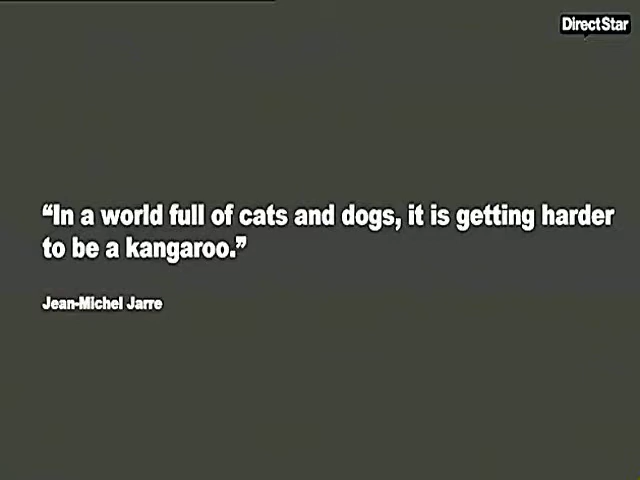 DirectStar
“In a world full of cats and dogs, it is getting harder
to be a kangaroo.”
Jean-Michel Jarre